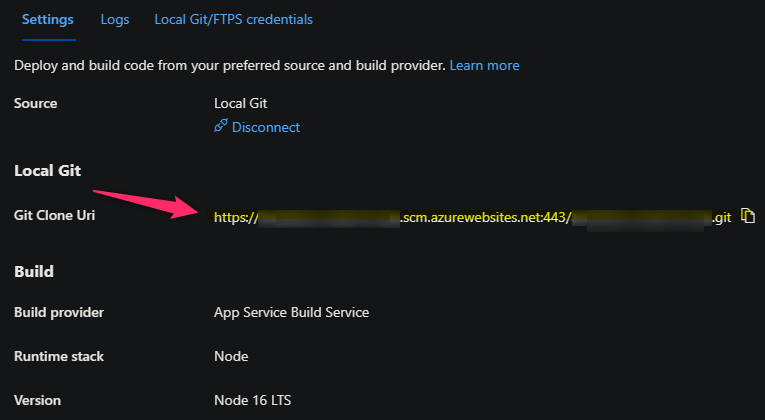 Settings Logs Local Git/FTPS credentials
Deploy and build code from your preferred source and build provider. Learn more
Source Local Git
Disconnect
Local Git
Git Clone Uri https:// .scm.azurewebsites.net:443/ .git
Build
Build provider App Service Build Service
Runtime stack Node
Version Node 16 LTS